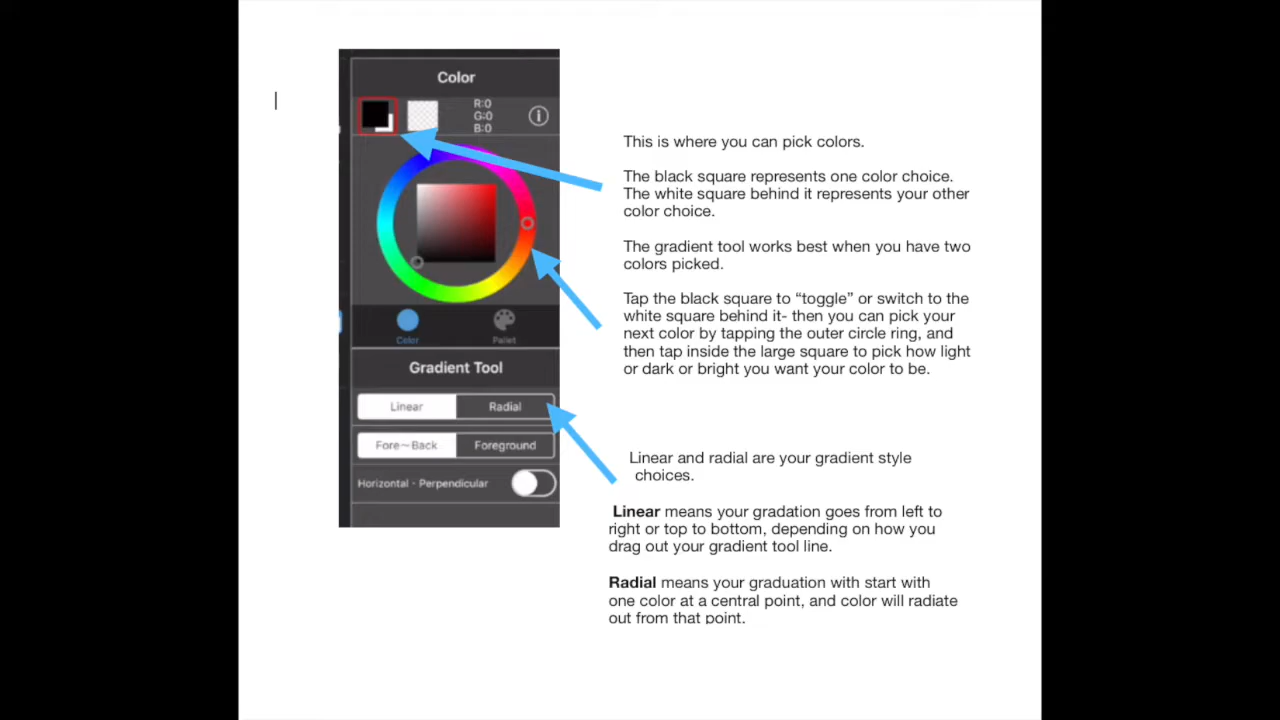 Color
R:0
G:0
B:0
This is where you can pick colors.
The black square represents one color choice.
The white square behind it represents your other
color choice.
The gradient tool works best when you have two
colors picked.
Tap the black square to “toggle” or switch to the
white square behind it- then you can pick your
next color by tapping the outer circle ring, and
then tap inside the large square to pick how light
or dark or bright you want your color to be.
Color Pallet
Gradient Tool
Linear Radial
Fore~Back Foreground
Horizontal · Perpendicular
Linear and radial are your gradient style
choices.
Linear means your gradation goes from left to
right or top to bottom, depending on how you
drag out your gradient tool line.
Radial means your graduation with start with
one color at a central point, and color will radiate
out from that point.